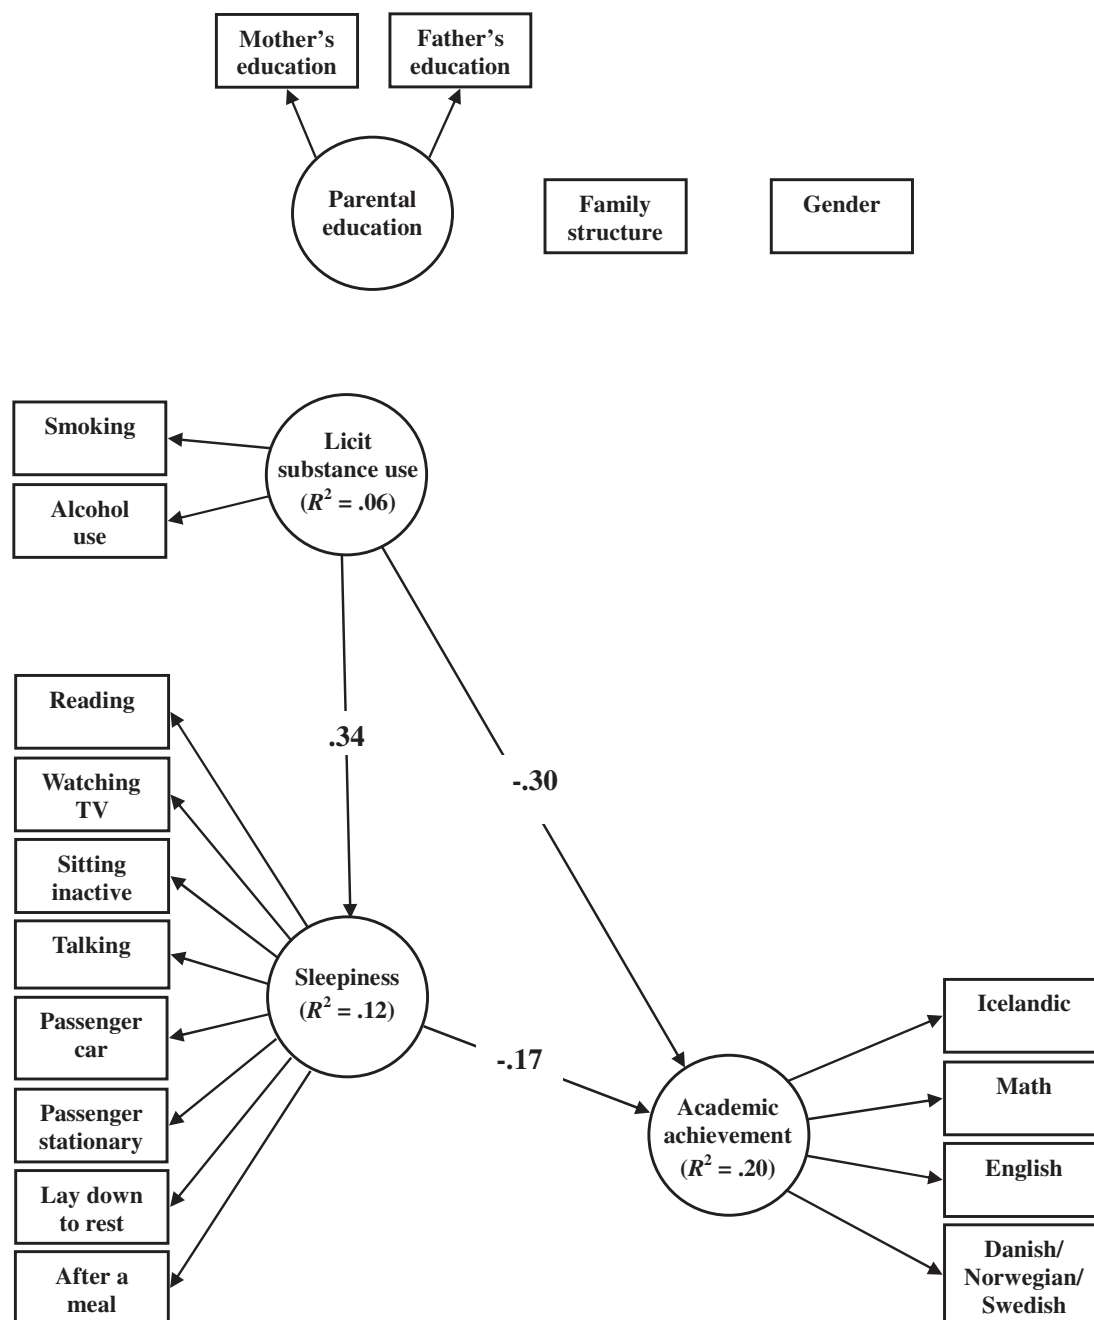 Mother’s
education
Father’s
education
Parental
education
Family
structure
Gender
Smoking
Alcohol
use
Licit
substance use
(R² = .06)
Reading
Watching
TV
Sitting
inactive
Talking
Passenger
car
Passenger
stationary
Lay down
to rest
After a
meal
.34
-.30
Sleepiness
(R² = .12)
-.17
Academic
achievement
(R² = .20)
Icelandic
Math
English
Danish/
Norwegian/
Swedish